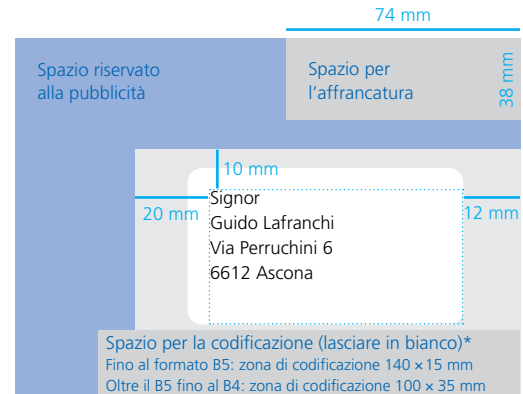 74 mm
Spazio riservato
alla pubblicità
Spazio per
l'affrancatura
38 mm
10 mm
20 mm
12 mm
Signor
Guido Lafranchi
Via Perruchini 6
6612 Ascona
Spazio per la codificazione (lasciare in bianco)*
Fino al formato B5: zona di codificazione 140 × 15 mm
Oltre il B5 fino al B4: zona di codificazione 100 × 35 mm